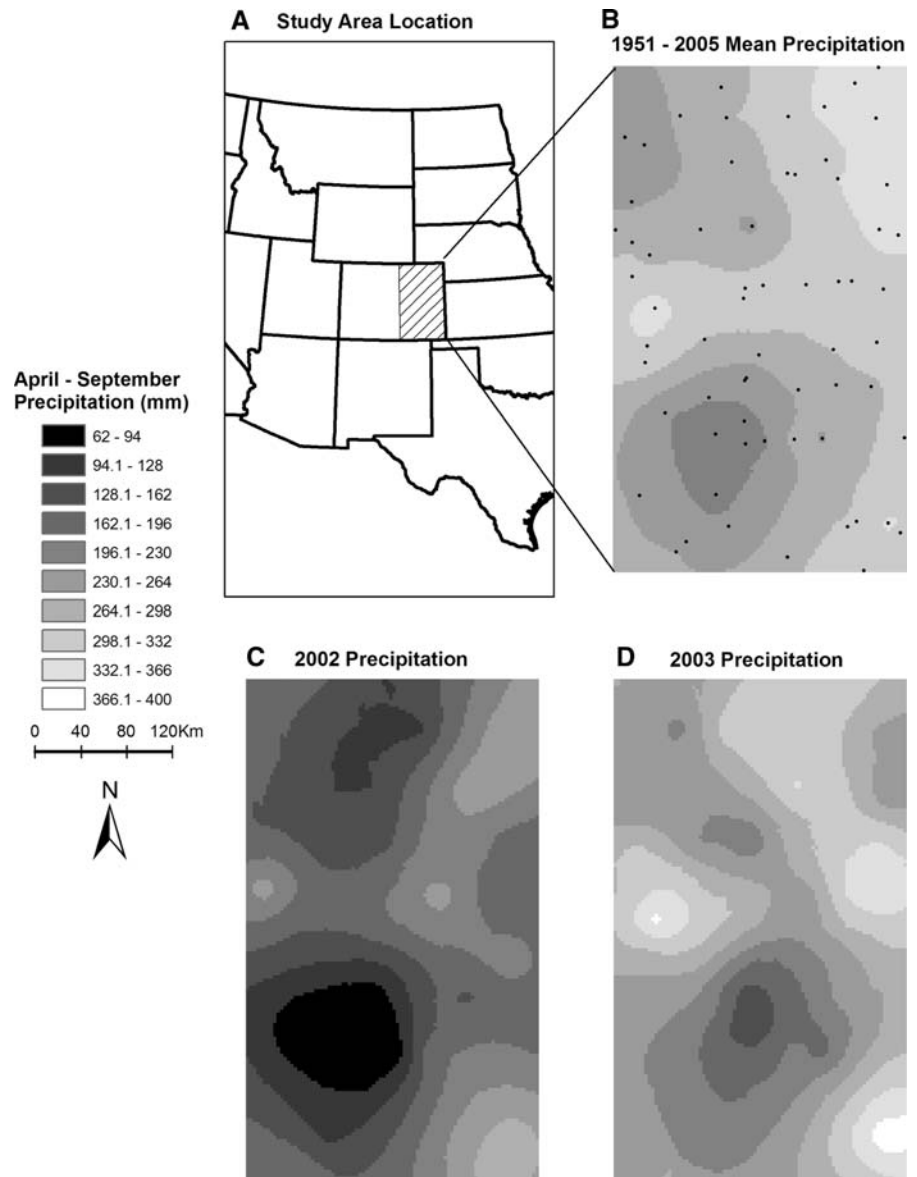 A Study Area Location
B
1951 - 2005 Mean Precipitation
April - September
Precipitation (mm)
62 - 94
94.1 - 128
128.1 - 162
162.1 - 196
196.1 - 230
230.1 - 264
264.1 - 298
298.1 - 332
332.1 - 366
366.1 - 400
0 40 80 120Km
N
C 2002 Precipitation
D 2003 Precipitation